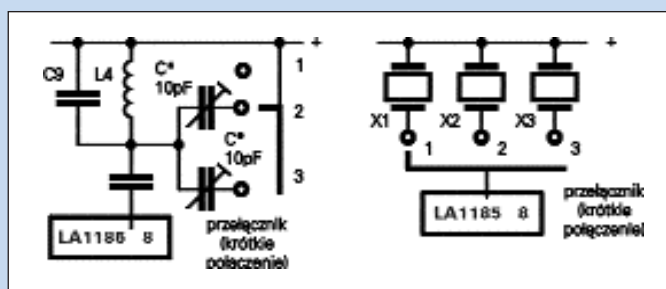 +
C9 L4 C* 10pF
1
2
C* 10pF
3
LA1186 8
przełącznik
(krótkie
połączenie)
+
X1 X2 X3
1 2 3
LA1185 8
przełącznik
(krótkie
połączenie)